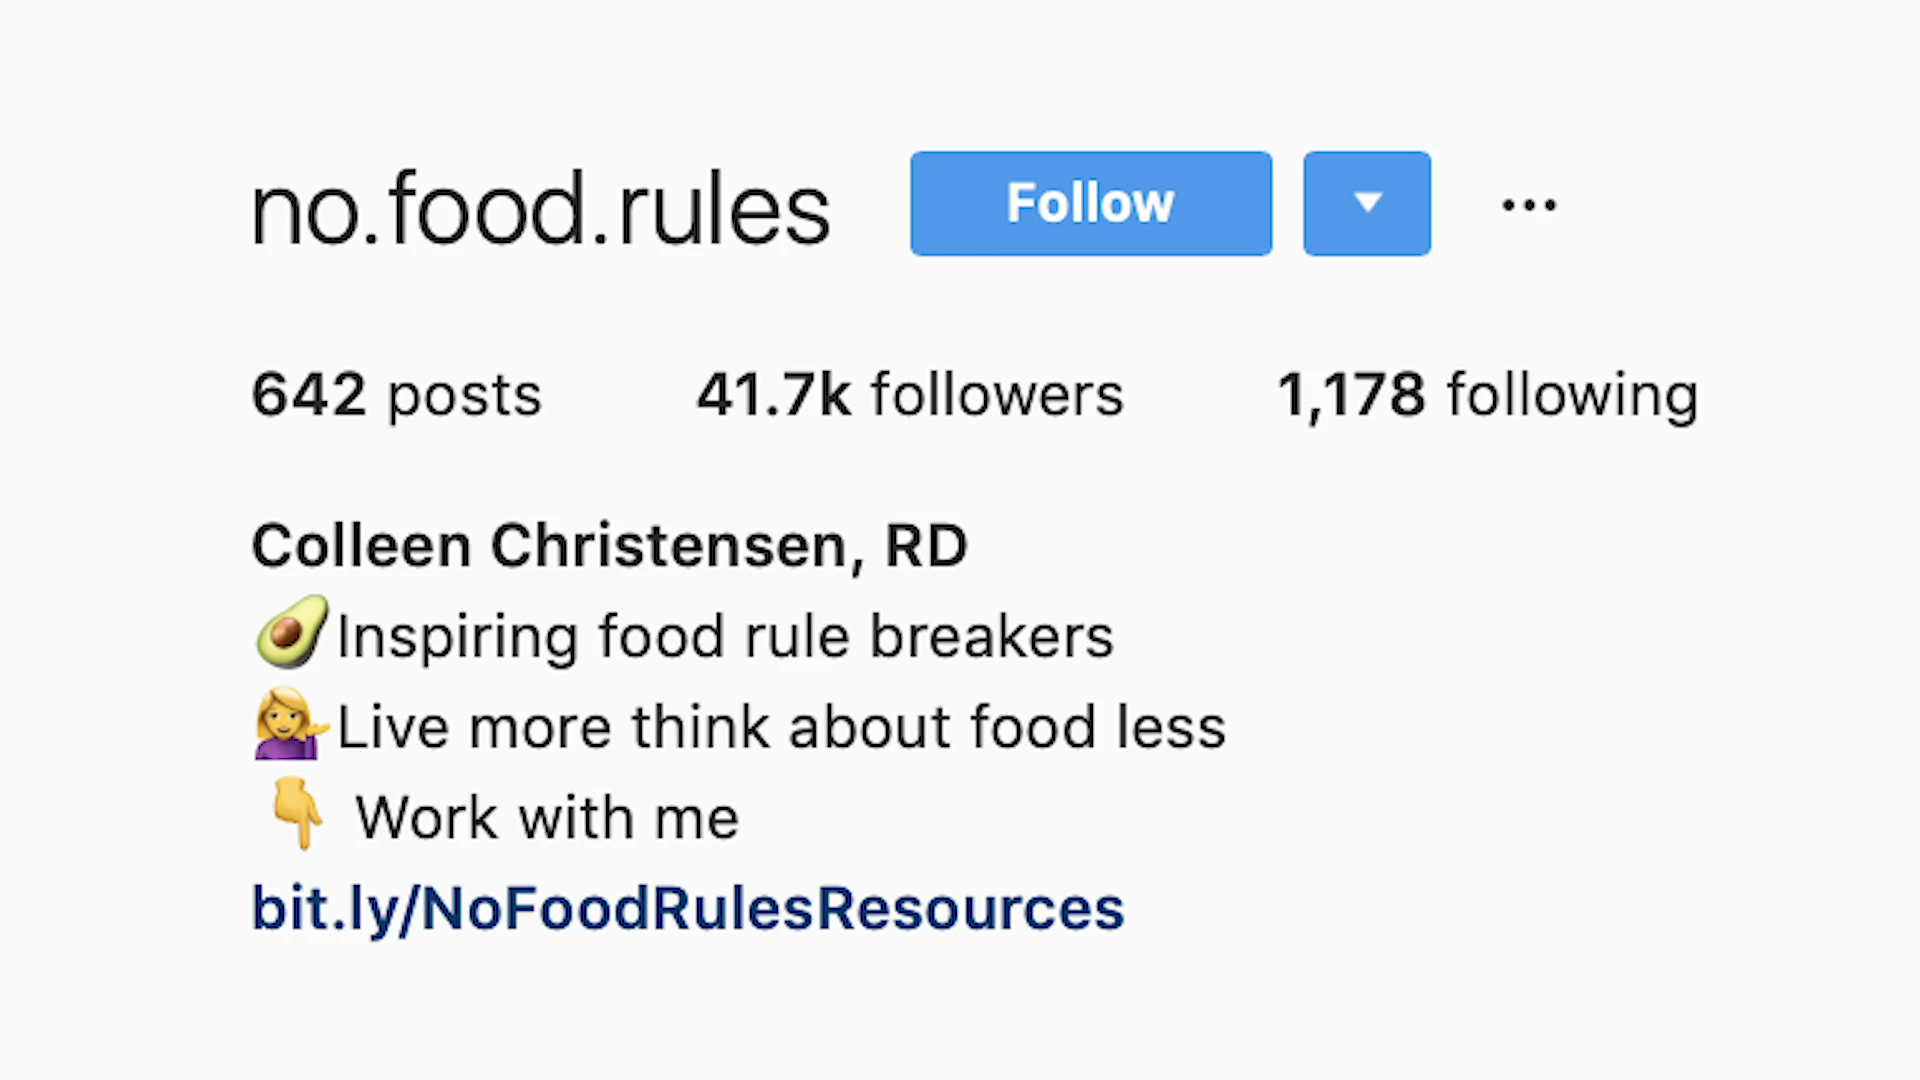 no.food.rules Follow ...
642 posts 41.7k followers 1,178 following
Colleen Christensen, RD
🥑Inspiring food rule breakers
💁‍♀️Live more think about food less
👇 Work with me
bit.ly/NoFoodRulesResources